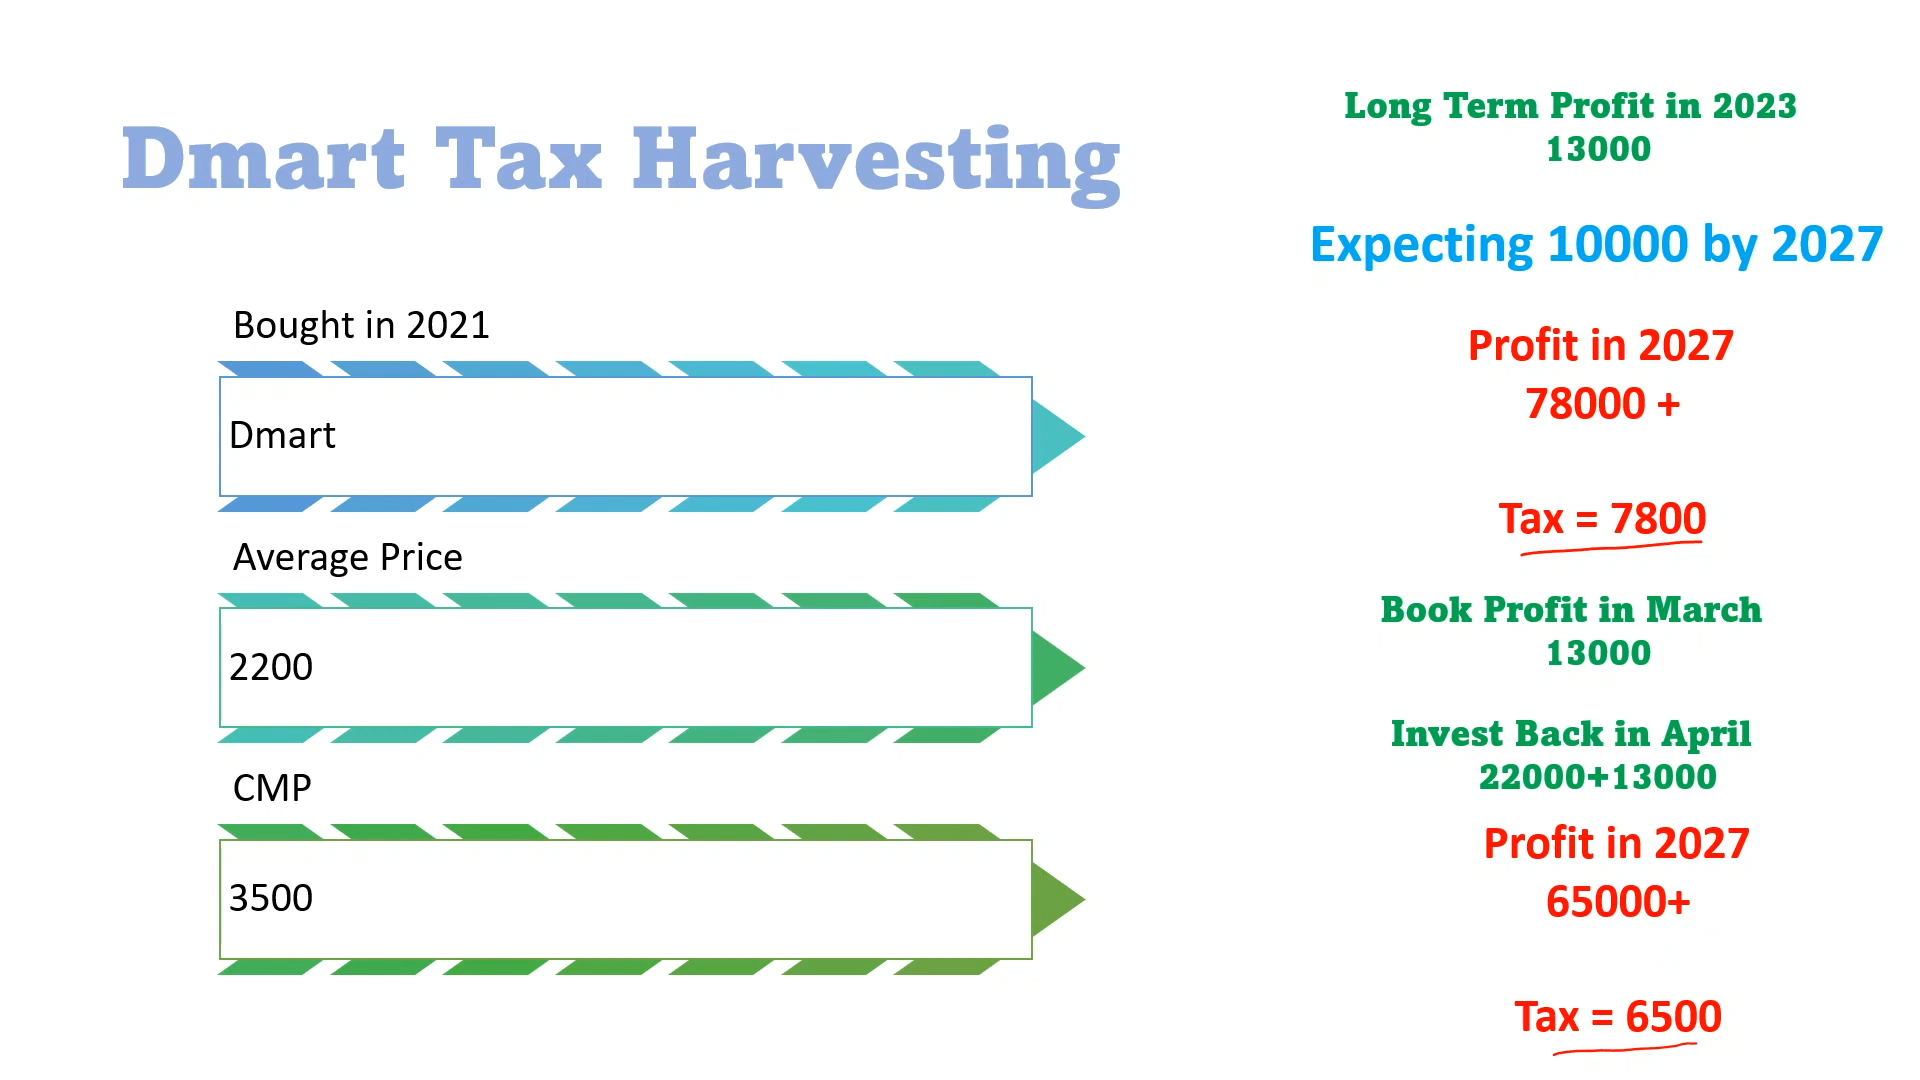 Dmart Tax Harvesting
Bought in 2021
Dmart
Average Price
2200
CMP
3500
Long Term Profit in 2023
13000
Expecting 10000 by 2027
Profit in 2027
78000 +
Tax = 7800
Book Profit in March
13000
Invest Back in April
22000+13000
Profit in 2027
65000+
Tax = 6500